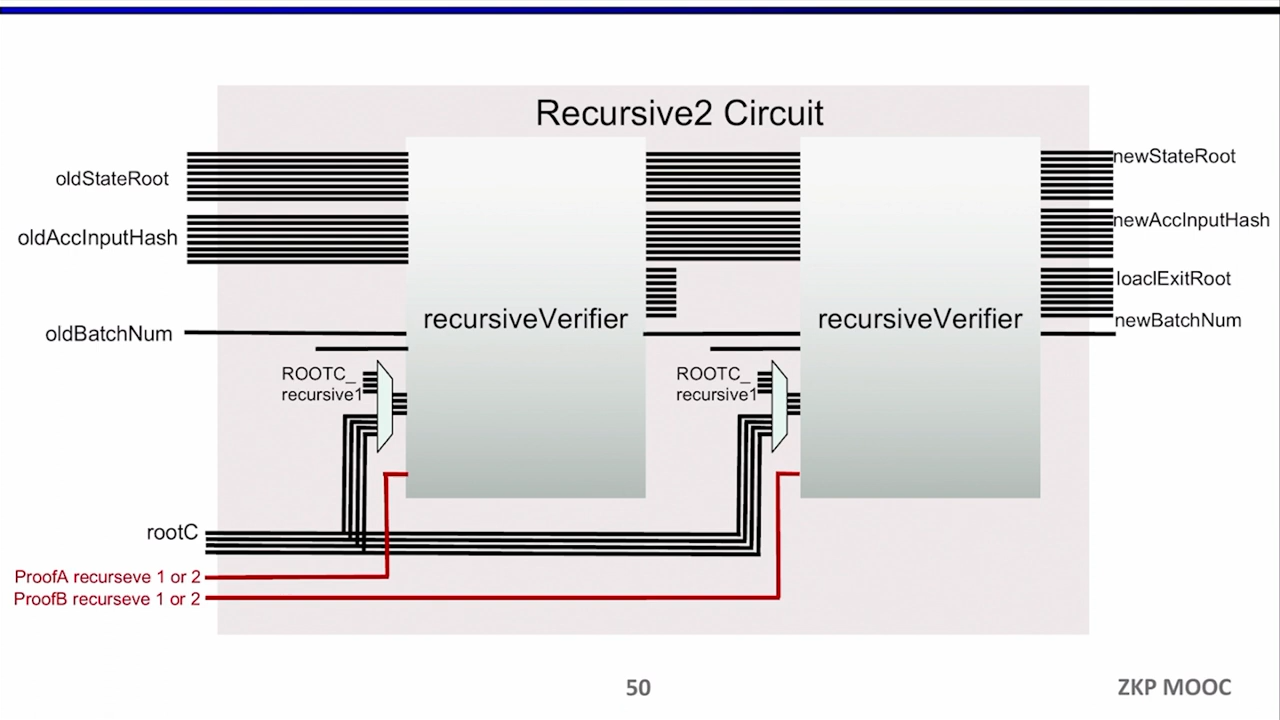 Recursive2 Circuit
oldStateRoot
oldAccInputHash
oldBatchNum
ROOTC_
recursive1
recursiveVerifier
ROOTC_
recursive1
recursiveVerifier
newStateRoot
newAccInputHash
loaclExitRoot
newBatchNum
rootC
ProofA recurseve 1 or 2
ProofB recurseve 1 or 2
50
ZKP MOOC